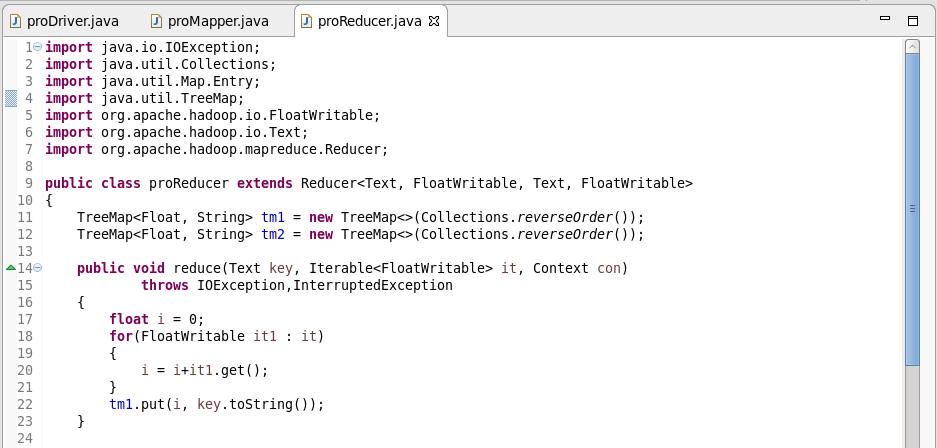 proDriver.java proMapper.java proReducer.java
1 import java.io.IOException;
2 import java.util.Collections;
3 import java.util.Map.Entry;
4 import java.util.TreeMap;
5 import org.apache.hadoop.io.FloatWritable;
6 import org.apache.hadoop.io.Text;
7 import org.apache.hadoop.mapreduce.Reducer;
8
9 public class proReducer extends Reducer<Text, FloatWritable, Text, FloatWritable>
10 {
11     TreeMap<Float, String> tm1 = new TreeMap<>(Collections.reverseOrder());
12     TreeMap<Float, String> tm2 = new TreeMap<>(Collections.reverseOrder());
13
14     public void reduce(Text key, Iterable<FloatWritable> it, Context con)
15             throws IOException,InterruptedException
16     {
17         float i = 0;
18         for(FloatWritable it1 : it)
19         {
20             i = i+it1.get();
21         }
22         tm1.put(i, key.toString());
23     }
24